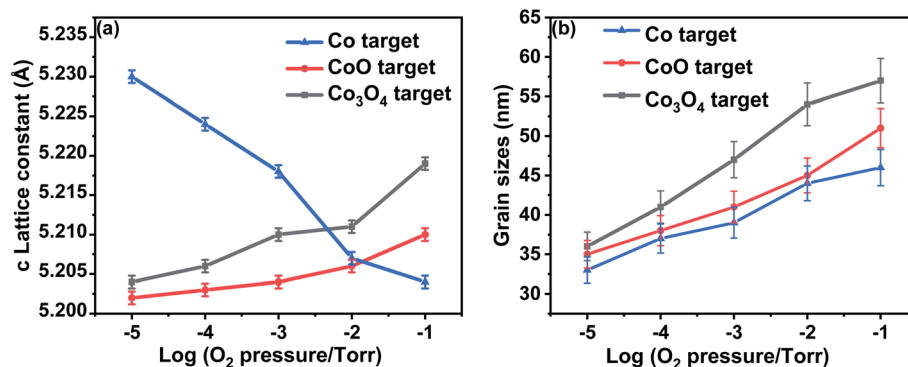 (a)
Co target
CoO target
Co₃O₄ target
c Lattice constant (Å)
5.235
5.230
5.225
5.220
5.215
5.210
5.205
5.200
-5 -4 -3 -2 -1
Log (O₂ pressure/Torr)
(b)
Co target
CoO target
Co₃O₄ target
Grain sizes (nm)
65
60
55
50
45
40
35
30
-5 -4 -3 -2 -1
Log (O₂ pressure/Torr)